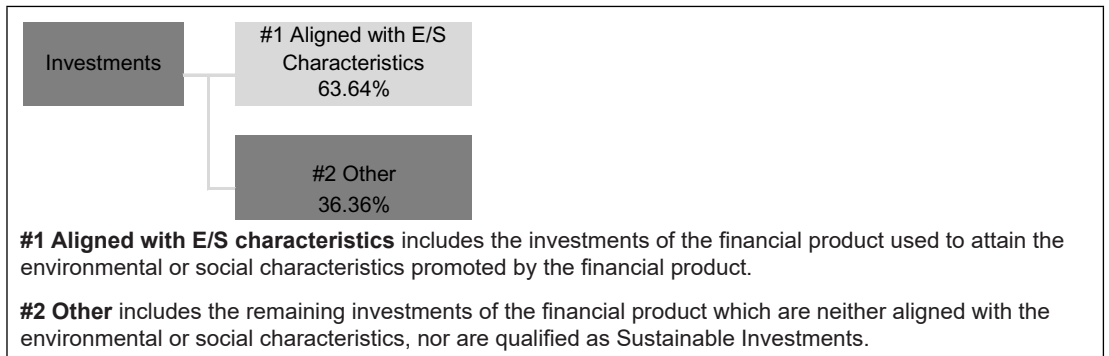 Investments
#1 Aligned with E/S
Characteristics
63.64%
#2 Other
36.36%
#1 Aligned with E/S characteristics includes the investments of the financial product used to attain the
environmental or social characteristics promoted by the financial product.
#2 Other includes the remaining investments of the financial product which are neither aligned with the
environmental or social characteristics, nor are qualified as Sustainable Investments.